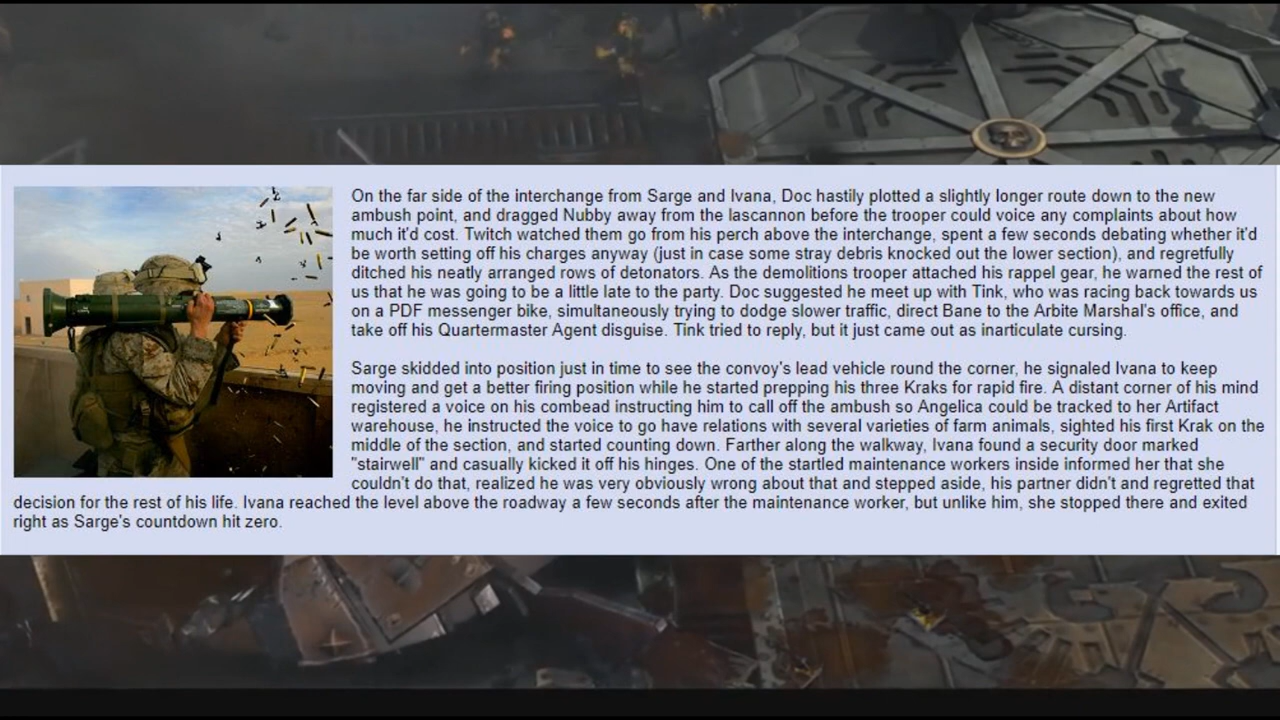 On the far side of the interchange from Sarge and Ivana, Doc hastily plotted a slightly longer route down to the new
ambush point, and dragged Nubby away from the lascannon before the trooper could voice any complaints about how
much it'd cost. Twitch watched them go from his perch above the interchange, spent a few seconds debating whether it'd
be worth setting off his charges anyway (just in case some stray debris knocked out the lower section), and regretfully
ditched his neatly arranged rows of detonators. As the demolitions trooper attached his rappel gear, he warned the rest of
us that he was going to be a little late to the party. Doc suggested he meet up with Tink, who was racing back towards us
on a PDF messenger bike, simultaneously trying to dodge slower traffic, direct Bane to the Arbite Marshal's office, and
take off his Quartermaster Agent disguise. Tink tried to reply, but it just came out as inarticulate cursing.
Sarge skidded into position just in time to see the convoy's lead vehicle round the corner, he signaled Ivana to keep
moving and get a better firing position while he started prepping his three Kraks for rapid fire. A distant corner of his mind
registered a voice on his combead instructing him to call off the ambush so Angelica could be tracked to her Artifact
warehouse, he instructed the voice to go have relations with several varieties of farm animals, sighted his first Krak on the
middle of the section, and started counting down. Farther along the walkway, Ivana found a security door marked
"stairwell" and casually kicked it off his hinges. One of the startled maintenance workers inside informed her that she
couldn't do that, realized he was very obviously wrong about that and stepped aside, his partner didn't and regretted that
decision for the rest of his life. Ivana reached the level above the roadway a few seconds after the maintenance worker, but unlike him, she stopped there and exited
right as Sarge's countdown hit zero.